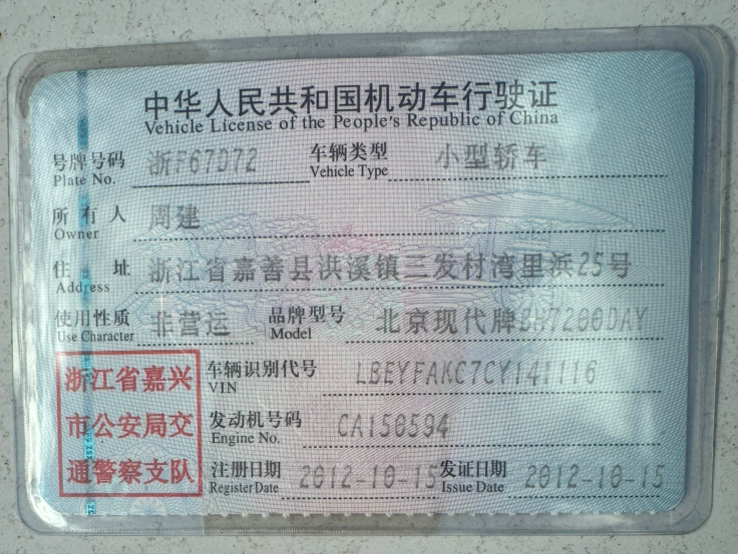 中华人民共和国机动车行驶证
Vehicle License of the People's Republic of China
号牌号码 浙F67D72 车辆类型 小型轿车
Plate No. Vehicle Type
所有人 周建
Owner
住址 浙江省嘉善县洪溪镇三发村湾里浜25号
Address
使用性质 非营运 品牌型号 北京现代牌BH7200DAY
Use Character Model
浙江省嘉兴
市公安局交
通警察支队
车辆识别代号 LBEYFAKC7CY141116
VIN
发动机号码 CA150594
Engine No.
注册日期 2012-10-15 发证日期 2012-10-15
Register Date Issue Date